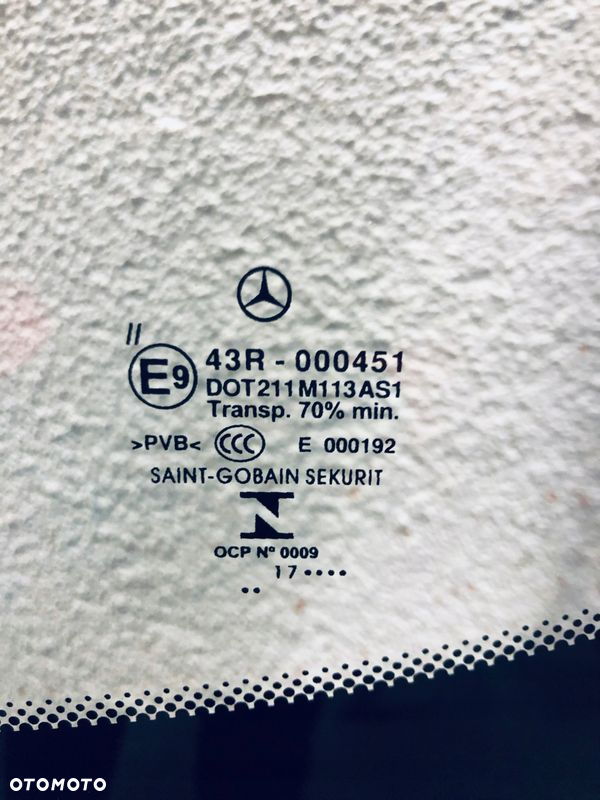 II
E9
43R - 000451
DOT211M113AS1
Transp. 70% min.
>PVB< CCC E 000192
SAINT-GOBAIN SEKURIT
N
OCP Nº 0009
17••••
••
OTOMOTO